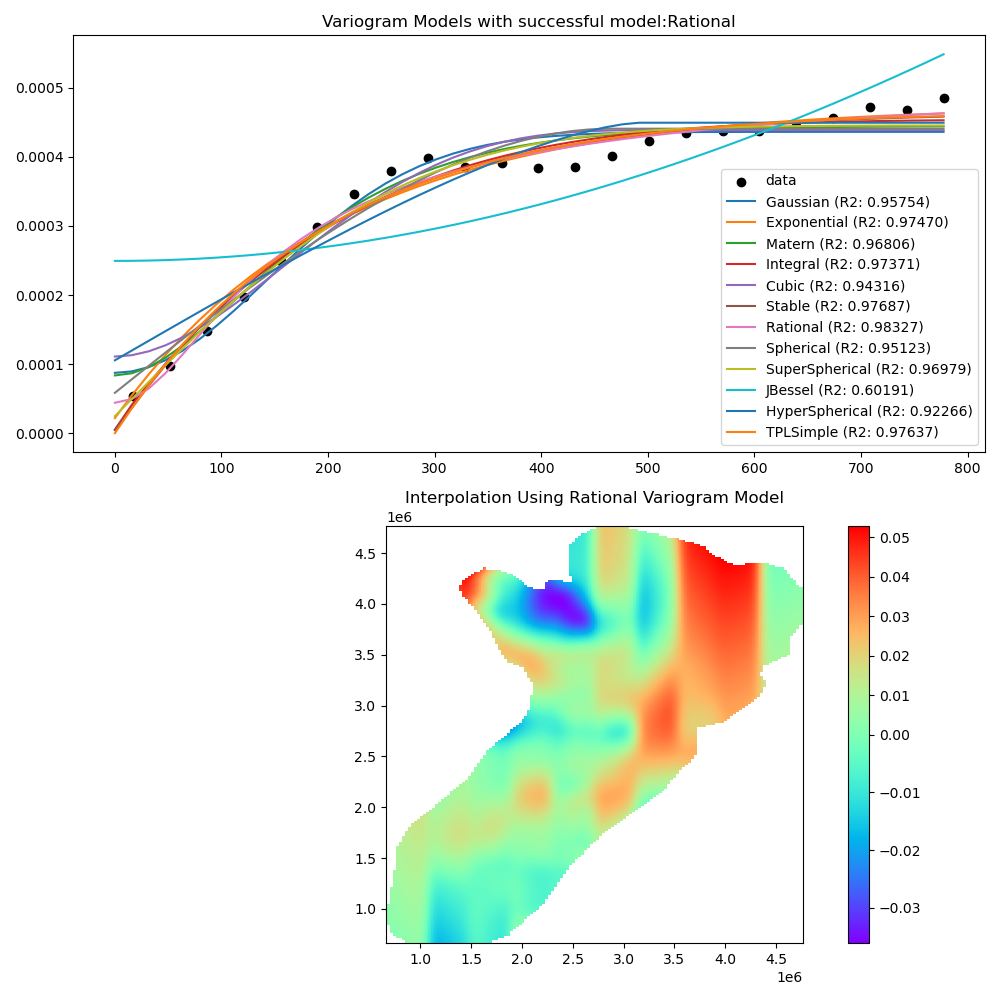 Variogram Models with successful model:Rational
0.0005
0.0004
0.0003
0.0002
0.0001
0.0000
data
Gaussian (R2: 0.95754)
Exponential (R2: 0.97470)
Matern (R2: 0.96806)
Integral (R2: 0.97371)
Cubic (R2: 0.94316)
Stable (R2: 0.97687)
Rational (R2: 0.98327)
Spherical (R2: 0.95123)
SuperSpherical (R2: 0.96979)
JBessel (R2: 0.60191)
HyperSpherical (R2: 0.92266)
TPLSimple (R2: 0.97637)
0 100 200 300 400 500 600 700 800
Interpolation Using Rational Variogram Model
1e6
4.5
4.0
3.5
3.0
2.5
2.0
1.5
1.0
1.0 1.5 2.0 2.5 3.0 3.5 4.0 4.5
1e6
0.05
0.04
0.03
0.02
0.01
0.00
−0.01
−0.02
−0.03